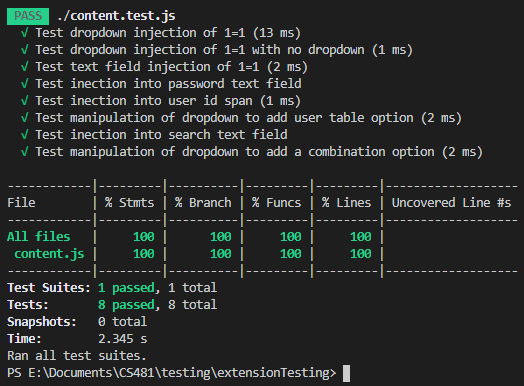 PASS ./content.test.js
√ Test dropdown injection of 1=1 (13 ms)
√ Test dropdown injection of 1=1 with no dropdown (1 ms)
√ Test text field injection of 1=1 (2 ms)
√ Test inection into password text field
√ Test inection into user id span (1 ms)
√ Test manipulation of dropdown to add user table option (2 ms)
√ Test inection into search text field
√ Test manipulation of dropdown to add a combination option (2 ms)
------------|---------|----------|---------|---------|-------------------
File        | % Stmts | % Branch | % Funcs | % Lines | Uncovered Line #s
------------|---------|----------|---------|---------|-------------------
All files   |     100 |      100 |     100 |     100 |
 content.js |     100 |      100 |     100 |     100 |
------------|---------|----------|---------|---------|-------------------
Test Suites: 1 passed, 1 total
Tests:       8 passed, 8 total
Snapshots:   0 total
Time:        2.345 s
Ran all test suites.
PS E:\Documents\CS481\testing\extensionTesting>